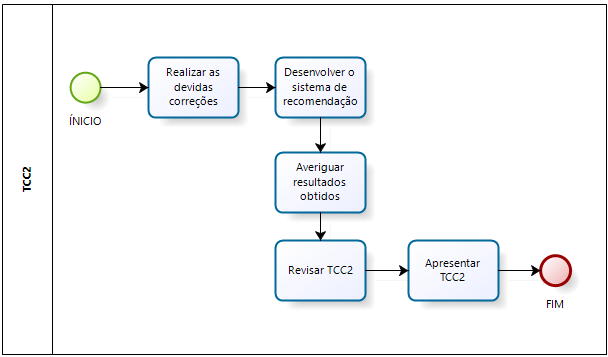 TCC2
ÍNICIO
Realizar as
devidas
correções
Desenvolver o
sistema de
recomendação
Averiguar
resultados
obtidos
Revisar TCC2
Apresentar
TCC2
FIM